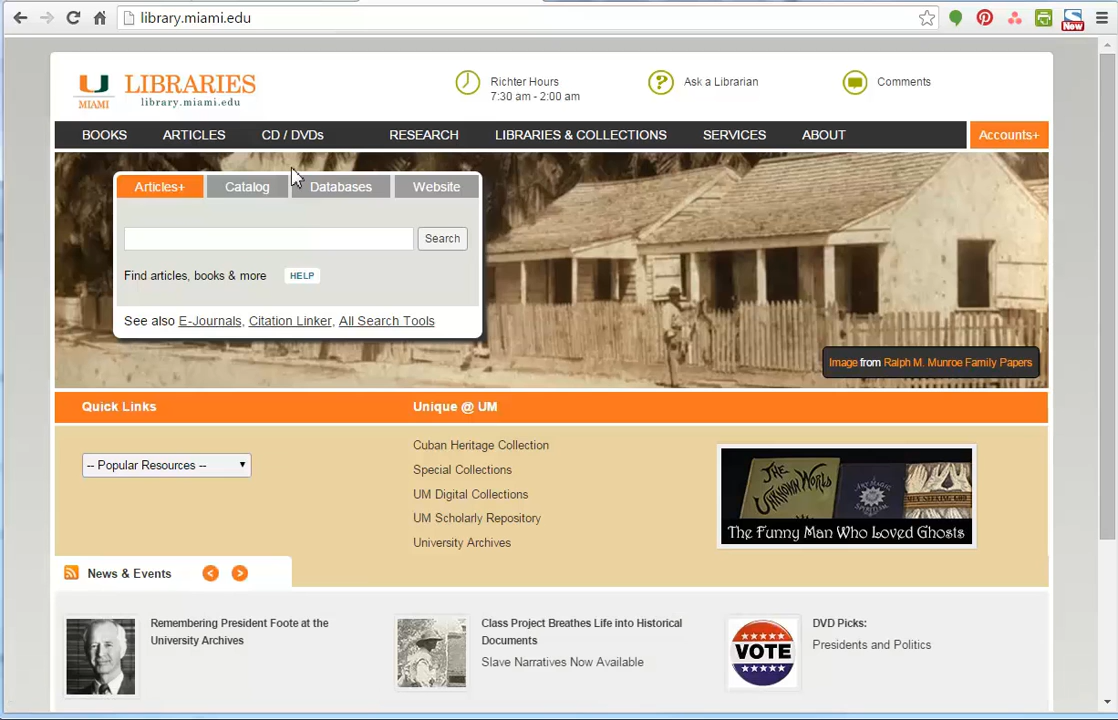 library.miami.edu
New
U
MIAMI
LIBRARIES
library.miami.edu
Richter Hours
7:30 am - 2:00 am
Ask a Librarian
Comments
BOOKS ARTICLES CD / DVDs RESEARCH LIBRARIES & COLLECTIONS SERVICES ABOUT Accounts+
Articles+ Catalog Databases Website
Search
Find articles, books & more HELP
See also E-Journals, Citation Linker, All Search Tools
Image from Ralph M. Munroe Family Papers
Quick Links
Unique @ UM
-- Popular Resources --
Cuban Heritage Collection
Special Collections
UM Digital Collections
UM Scholarly Repository
University Archives
THE UNKNOWN WORLD
The Funny Man Who Loved Ghosts
News & Events
Remembering President Foote at the
University Archives
Class Project Breathes Life into Historical
Documents
Slave Narratives Now Available
VOTE
DVD Picks:
Presidents and Politics